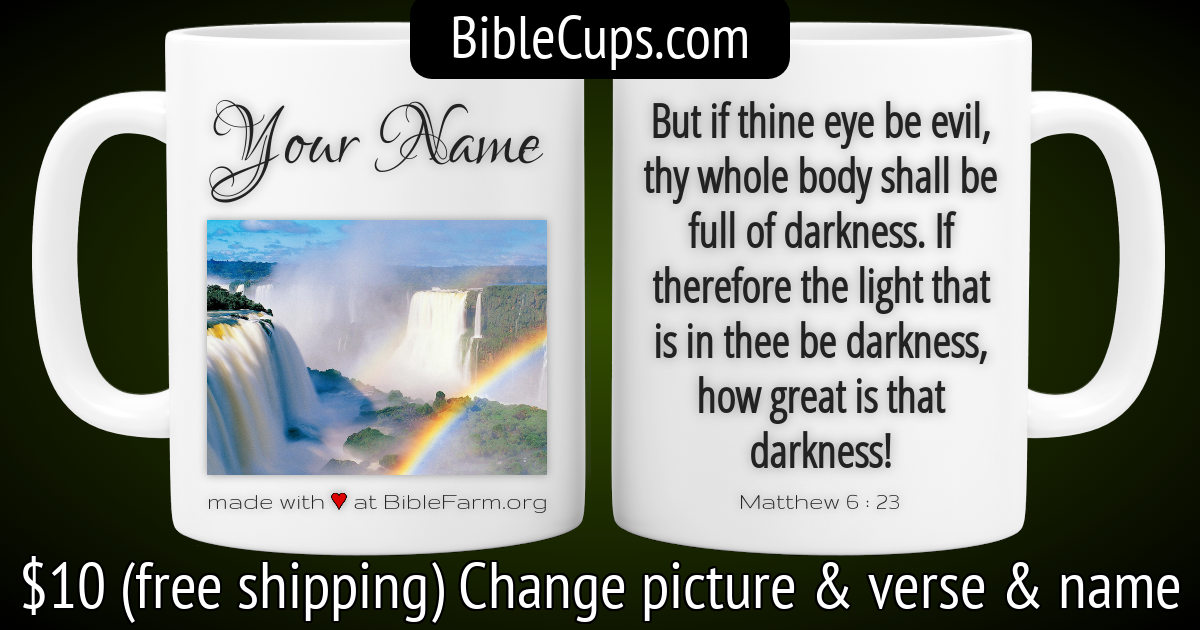 BibleCups.com
Your Name
made with ♥ at BibleFarm.org
But if thine eye be evil,
thy whole body shall be
full of darkness. If
therefore the light that
is in thee be darkness,
how great is that
darkness!
Matthew 6 : 23
$10 (free shipping) Change picture & verse & name